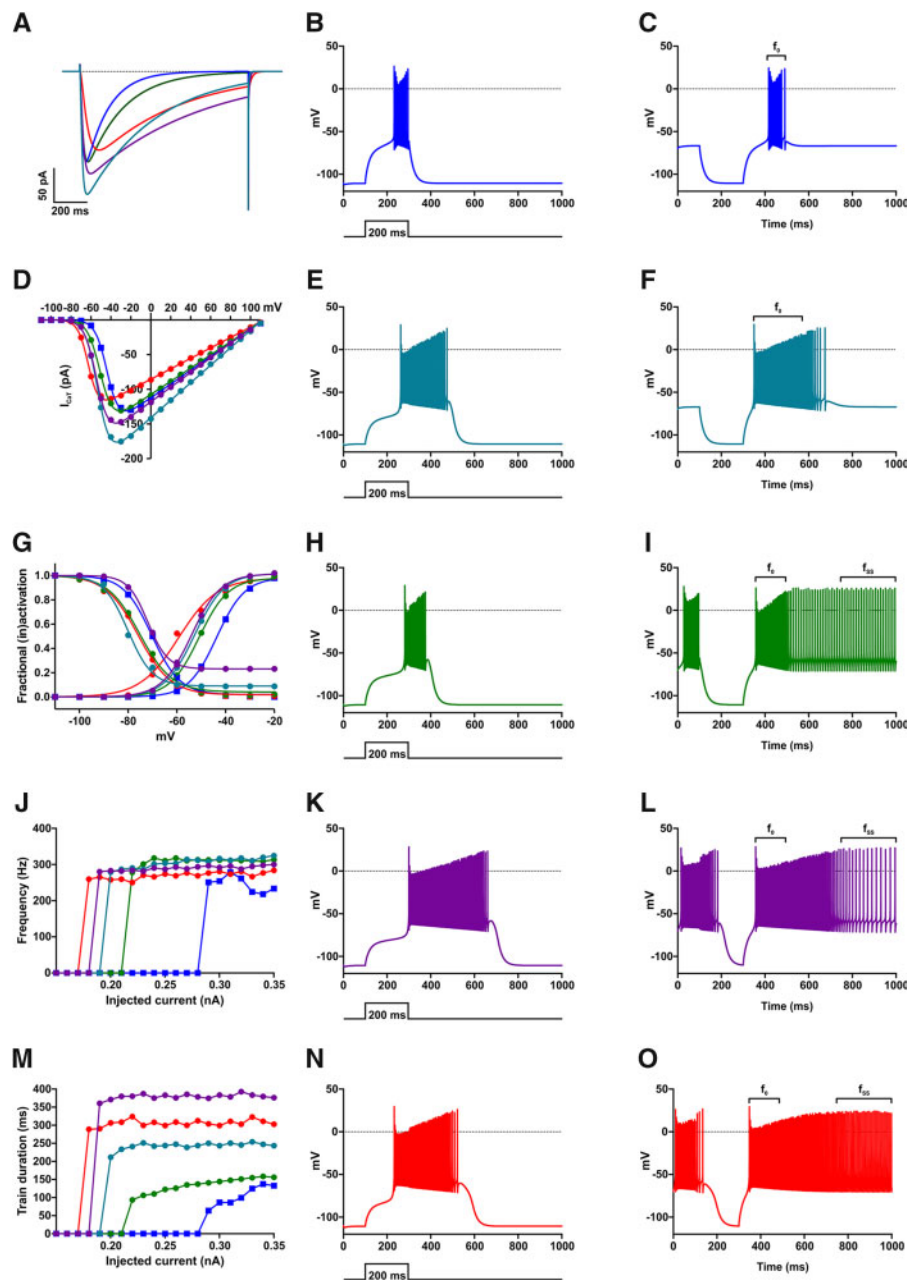 A
50 pA
200 ms
B
50
0
-50
-100
mV
0 200 400 600 800 1000
200 ms
C
f₀
50
0
-50
-100
mV
0 200 400 600 800 1000
Time (ms)
D
-100 -80 -60 -40 -20 0 20 40 60 80 100 mV
-50
-100
-150
-200
I_CaT (pA)
E
50
0
-50
-100
mV
0 200 400 600 800 1000
200 ms
F
f₀
50
0
-50
-100
mV
0 200 400 600 800 1000
Time (ms)
G
1.0
0.8
0.6
0.4
0.2
0.0
Fractional (in)activation
-100 -80 -60 -40 -20
mV
H
50
0
-50
-100
mV
0 200 400 600 800 1000
200 ms
I
f₀ fss
50
0
-50
-100
mV
0 200 400 600 800 1000
Time (ms)
J
400
300
200
100
0
Frequency (Hz)
0.20 0.25 0.30 0.35
Injected current (nA)
K
50
0
-50
-100
mV
0 200 400 600 800 1000
200 ms
L
f₀ fss
50
0
-50
-100
mV
0 200 400 600 800 1000
Time (ms)
M
400
350
300
250
200
150
100
50
0
Train duration (ms)
0.20 0.25 0.30 0.35
Injected current (nA)
N
50
0
-50
-100
mV
0 200 400 600 800 1000
200 ms
O
f₀ fss
50
0
-50
-100
mV
0 200 400 600 800 1000
Time (ms)